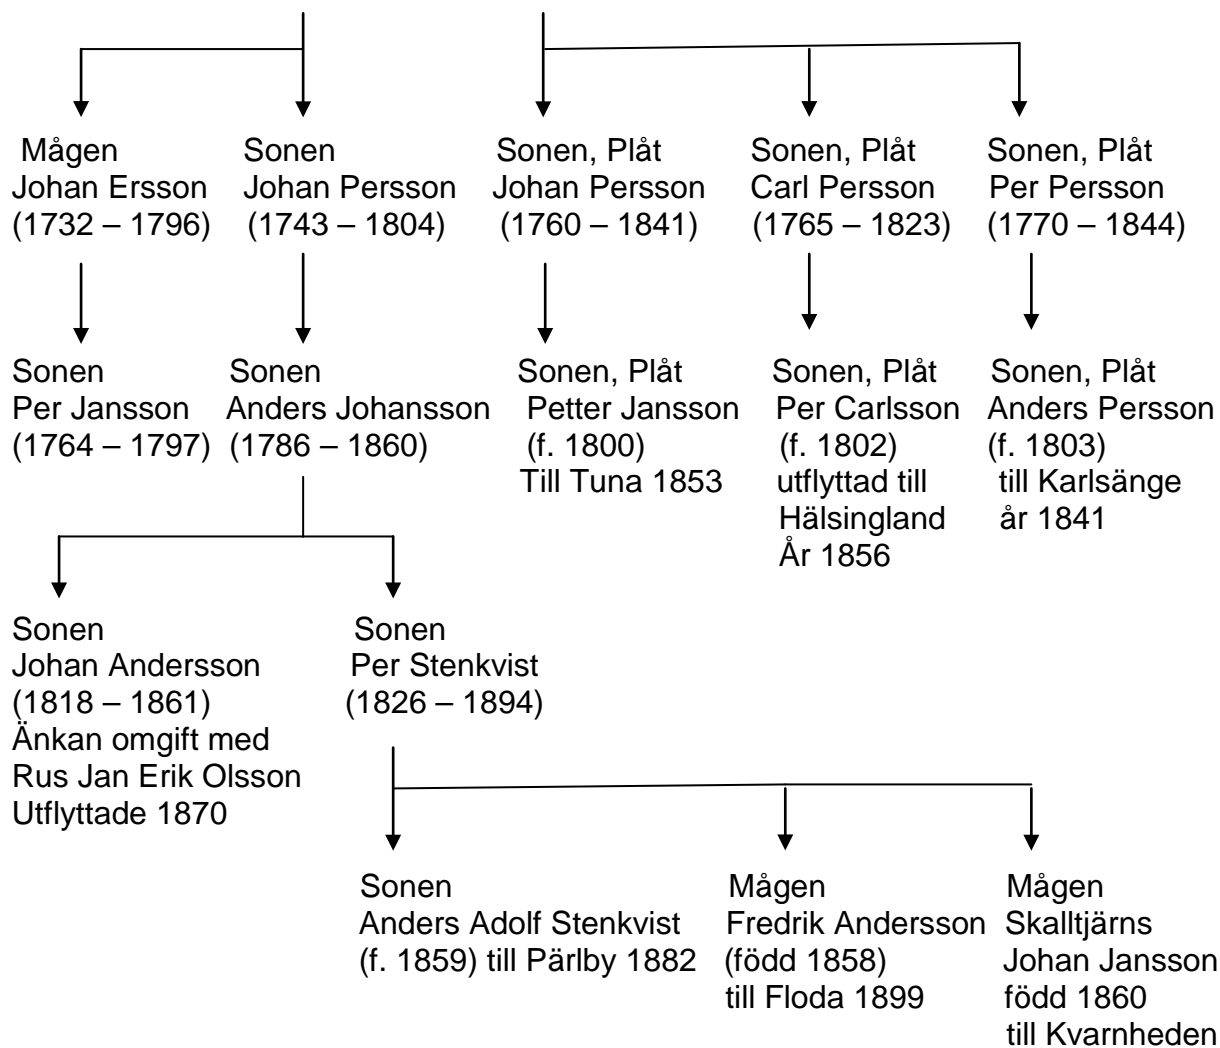 Mågen
Johan Ersson
(1732 – 1796)
Sonen
Johan Persson
(1743 – 1804)
Sonen, Plåt
Johan Persson
(1760 – 1841)
Sonen, Plåt
Carl Persson
(1765 – 1823)
Sonen, Plåt
Per Persson
(1770 – 1844)
Sonen
Per Jansson
(1764 – 1797)
Sonen
Anders Johansson
(1786 – 1860)
Sonen, Plåt
Petter Jansson
(f. 1800)
Till Tuna 1853
Sonen, Plåt
Per Carlsson
(f. 1802)
utflyttad till
Hälsingland
År 1856
Sonen, Plåt
Anders Persson
(f. 1803)
till Karlsänge
år 1841
Sonen
Johan Andersson
(1818 – 1861)
Änkan omgift med
Rus Jan Erik Olsson
Utflyttade 1870
Sonen
Per Stenkvist
(1826 – 1894)
Sonen
Anders Adolf Stenkvist
(f. 1859) till Pärlby 1882
Mågen
Fredrik Andersson
(född 1858)
till Floda 1899
Mågen
Skalltjärns
Johan Jansson
född 1860
till Kvarnheden